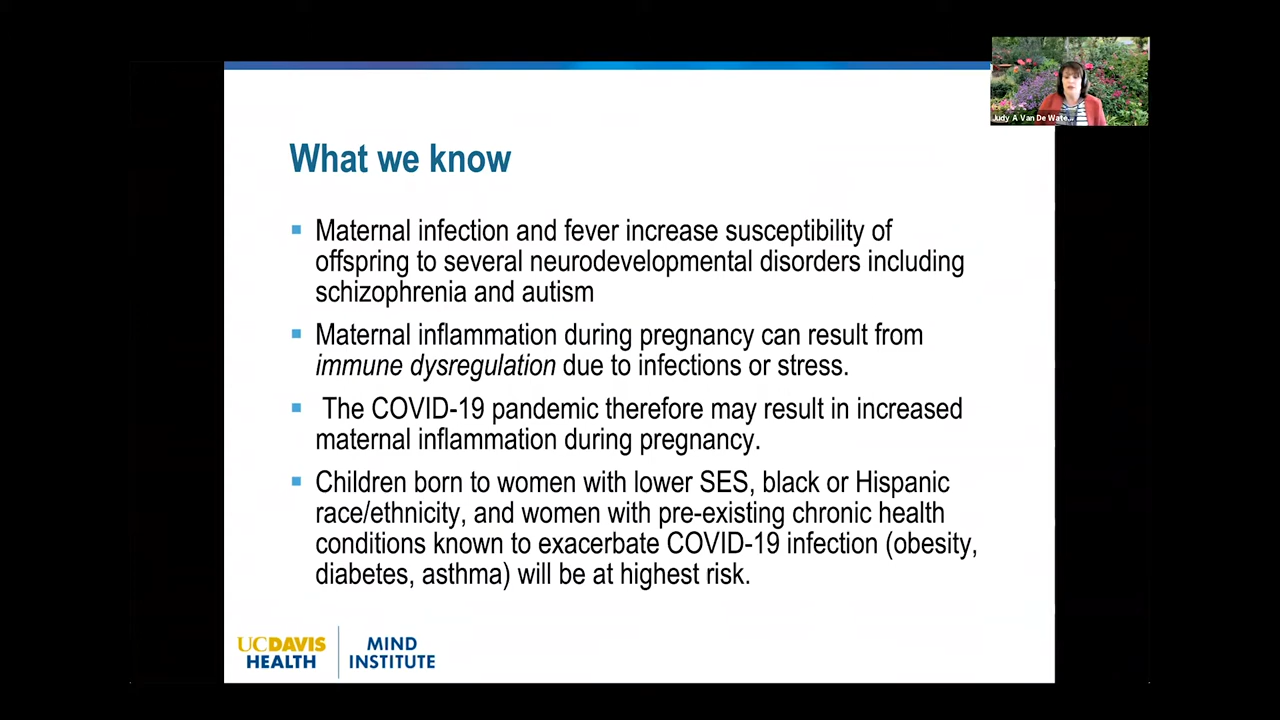 Judy A Van De Wate...
What we know
Maternal infection and fever increase susceptibility of
offspring to several neurodevelopmental disorders including
schizophrenia and autism
Maternal inflammation during pregnancy can result from
immune dysregulation due to infections or stress.
The COVID-19 pandemic therefore may result in increased
maternal inflammation during pregnancy.
Children born to women with lower SES, black or Hispanic
race/ethnicity, and women with pre-existing chronic health
conditions known to exacerbate COVID-19 infection (obesity,
diabetes, asthma) will be at highest risk.
UCDAVIS
HEALTH
MIND
INSTITUTE